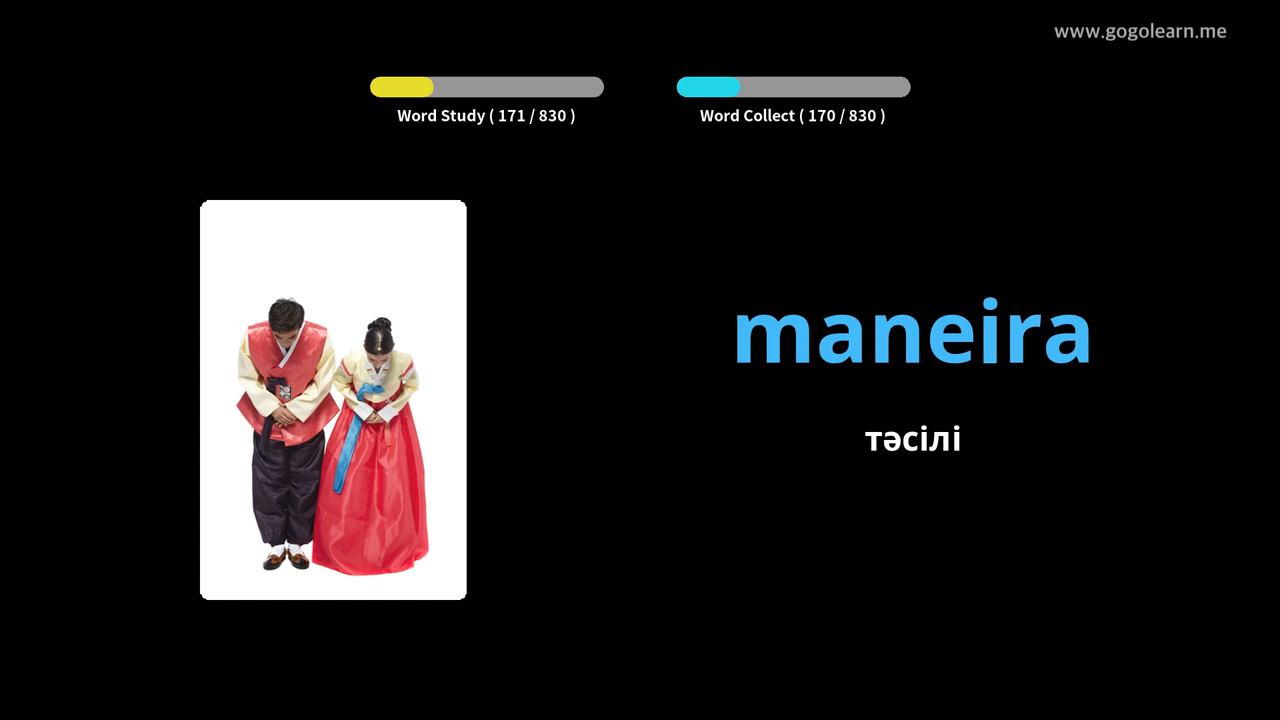 www.gogolearn.me
Word Study ( 171 / 830 )
Word Collect ( 170 / 830 )
maneira
тәсілі